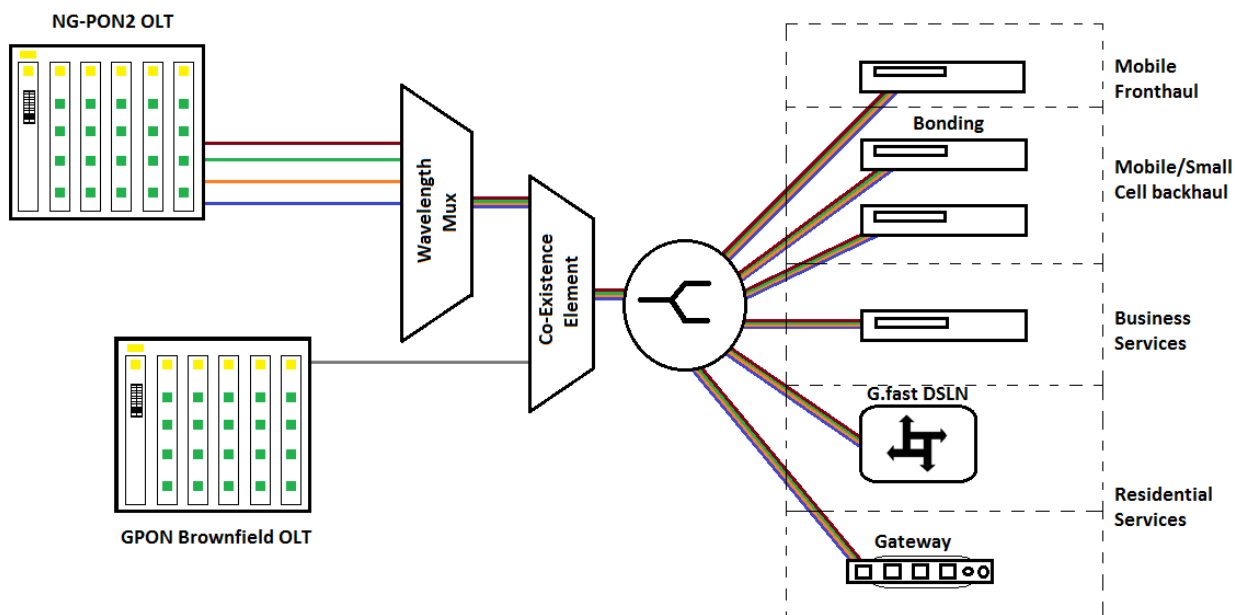 NG-PON2 OLT
Wavelength
Mux
Co-Existence
Element
GPON Brownfield OLT
Mobile
Fronthaul
Bonding
Mobile/Small
Cell backhaul
Business
Services
G.fast DSLN
Residential
Services
Gateway